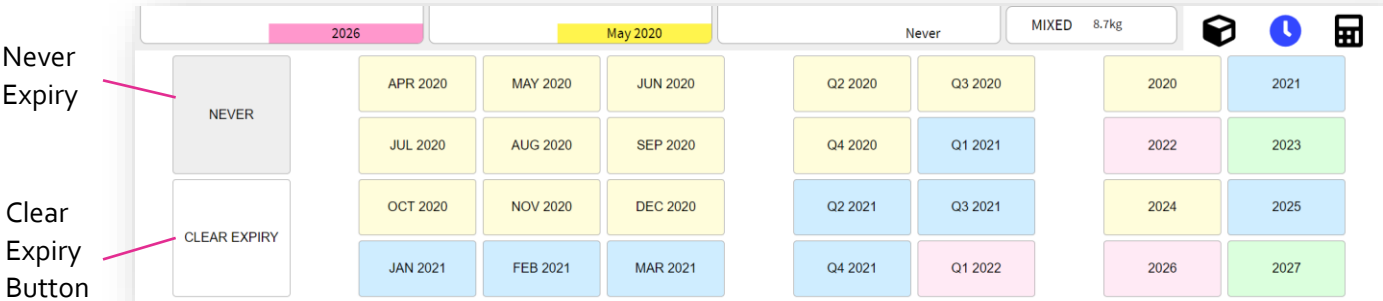 2026
May 2020
Never
MIXED 8.7kg
Never
Expiry
NEVER
CLEAR EXPIRY
Clear
Expiry
Button
APR 2020 MAY 2020 JUN 2020
JUL 2020 AUG 2020 SEP 2020
OCT 2020 NOV 2020 DEC 2020
JAN 2021 FEB 2021 MAR 2021
Q2 2020 Q3 2020
Q4 2020 Q1 2021
Q2 2021 Q3 2021
Q4 2021 Q1 2022
2020 2021
2022 2023
2024 2025
2026 2027